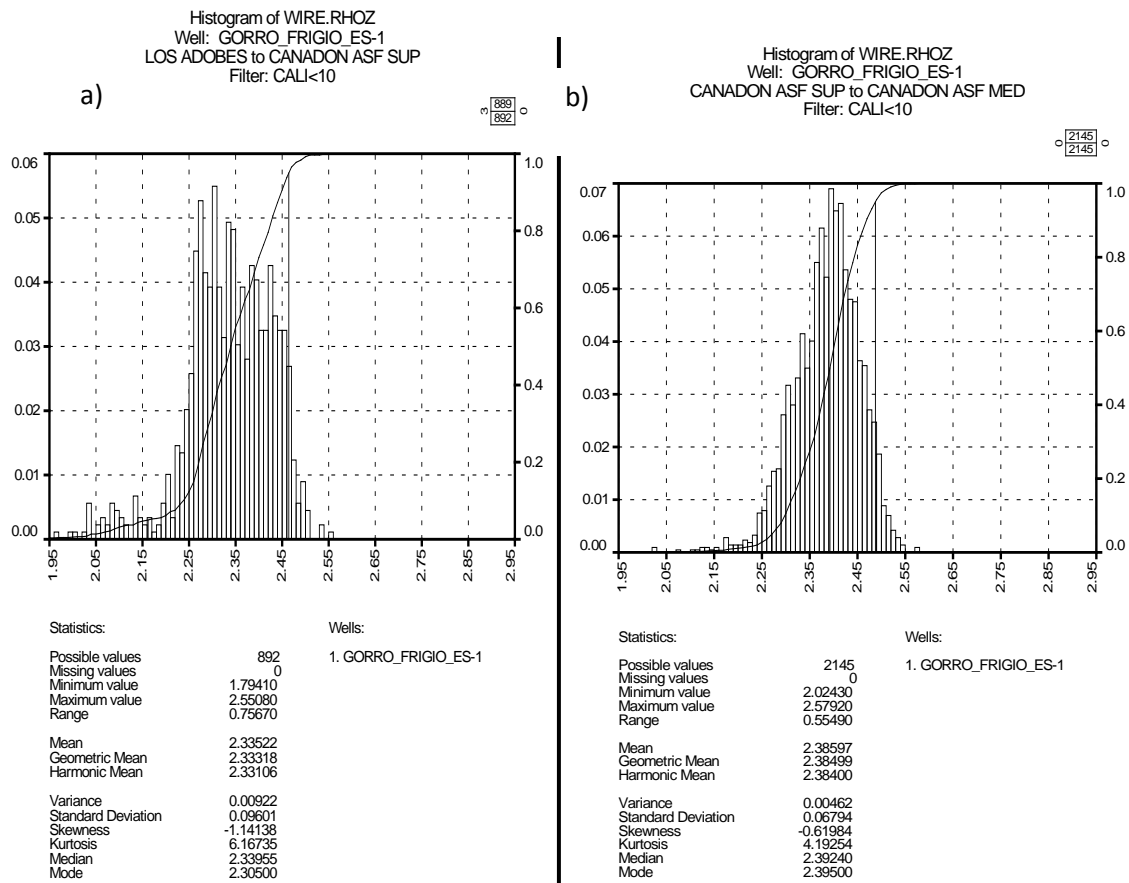 Histogram of WIRE.RHOZ
Well: GORRO_FRIGIO_ES-1
LOS ADOBES to CANADON ASF SUP
Filter: CALI<10
a)
3 889 0
892
0.06 1.0
0.05 0.8
0.04 0.6
0.03
0.02 0.4
0.01 0.2
0.00 0.0
1.95 2.05 2.15 2.25 2.35 2.45 2.55 2.65 2.75 2.85 2.95
Statistics: Wells:
Possible values 892 1. GORRO_FRIGIO_ES-1
Missing values 0
Minimum value 1.79410
Maximum value 2.55080
Range 0.75670
Mean 2.33522
Geometric Mean 2.33318
Harmonic Mean 2.33106
Variance 0.00922
Standard Deviation 0.09601
Skewness -1.14138
Kurtosis 6.16735
Median 2.33955
Mode 2.30500
Histogram of WIRE.RHOZ
Well: GORRO_FRIGIO_ES-1
CANADON ASF SUP to CANADON ASF MED
Filter: CALI<10
b)
0 2145 0
2145
0.07 1.0
0.06 0.8
0.05
0.04 0.6
0.03 0.4
0.02 0.2
0.01
0.00 0.0
1.95 2.05 2.15 2.25 2.35 2.45 2.55 2.65 2.75 2.85 2.95
Statistics: Wells:
Possible values 2145 1. GORRO_FRIGIO_ES-1
Missing values 0
Minimum value 2.02430
Maximum value 2.57920
Range 0.55490
Mean 2.38597
Geometric Mean 2.38499
Harmonic Mean 2.38400
Variance 0.00462
Standard Deviation 0.06794
Skewness -0.61984
Kurtosis 4.19254
Median 2.39240
Mode 2.39500